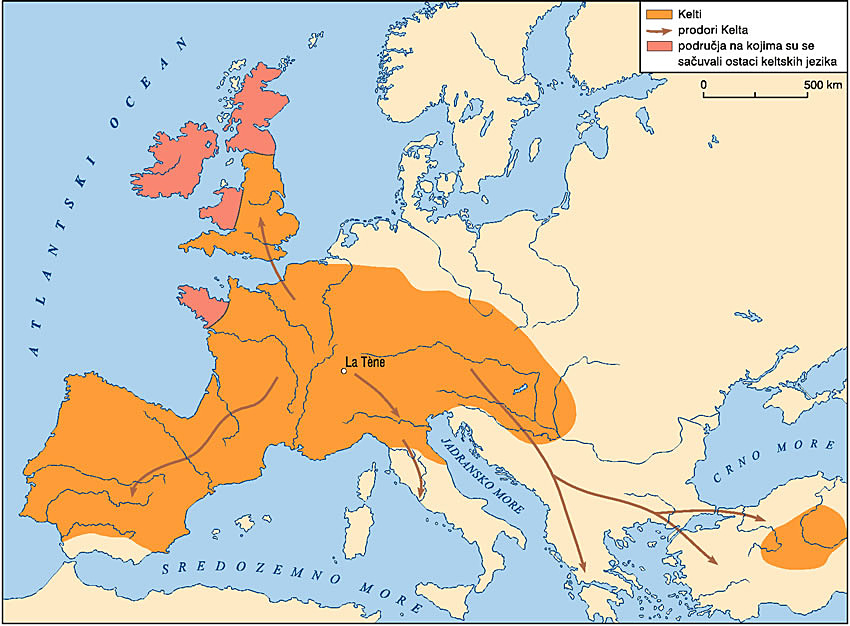 Kelti
prodori Kelta
područja na kojima su se
sačuvali ostaci keltskih jezika
0 500 km
ATLANTSKI OCEAN
La Tène
JADRANSKO MORE
CRNO MORE
SREDOZEMNO MORE